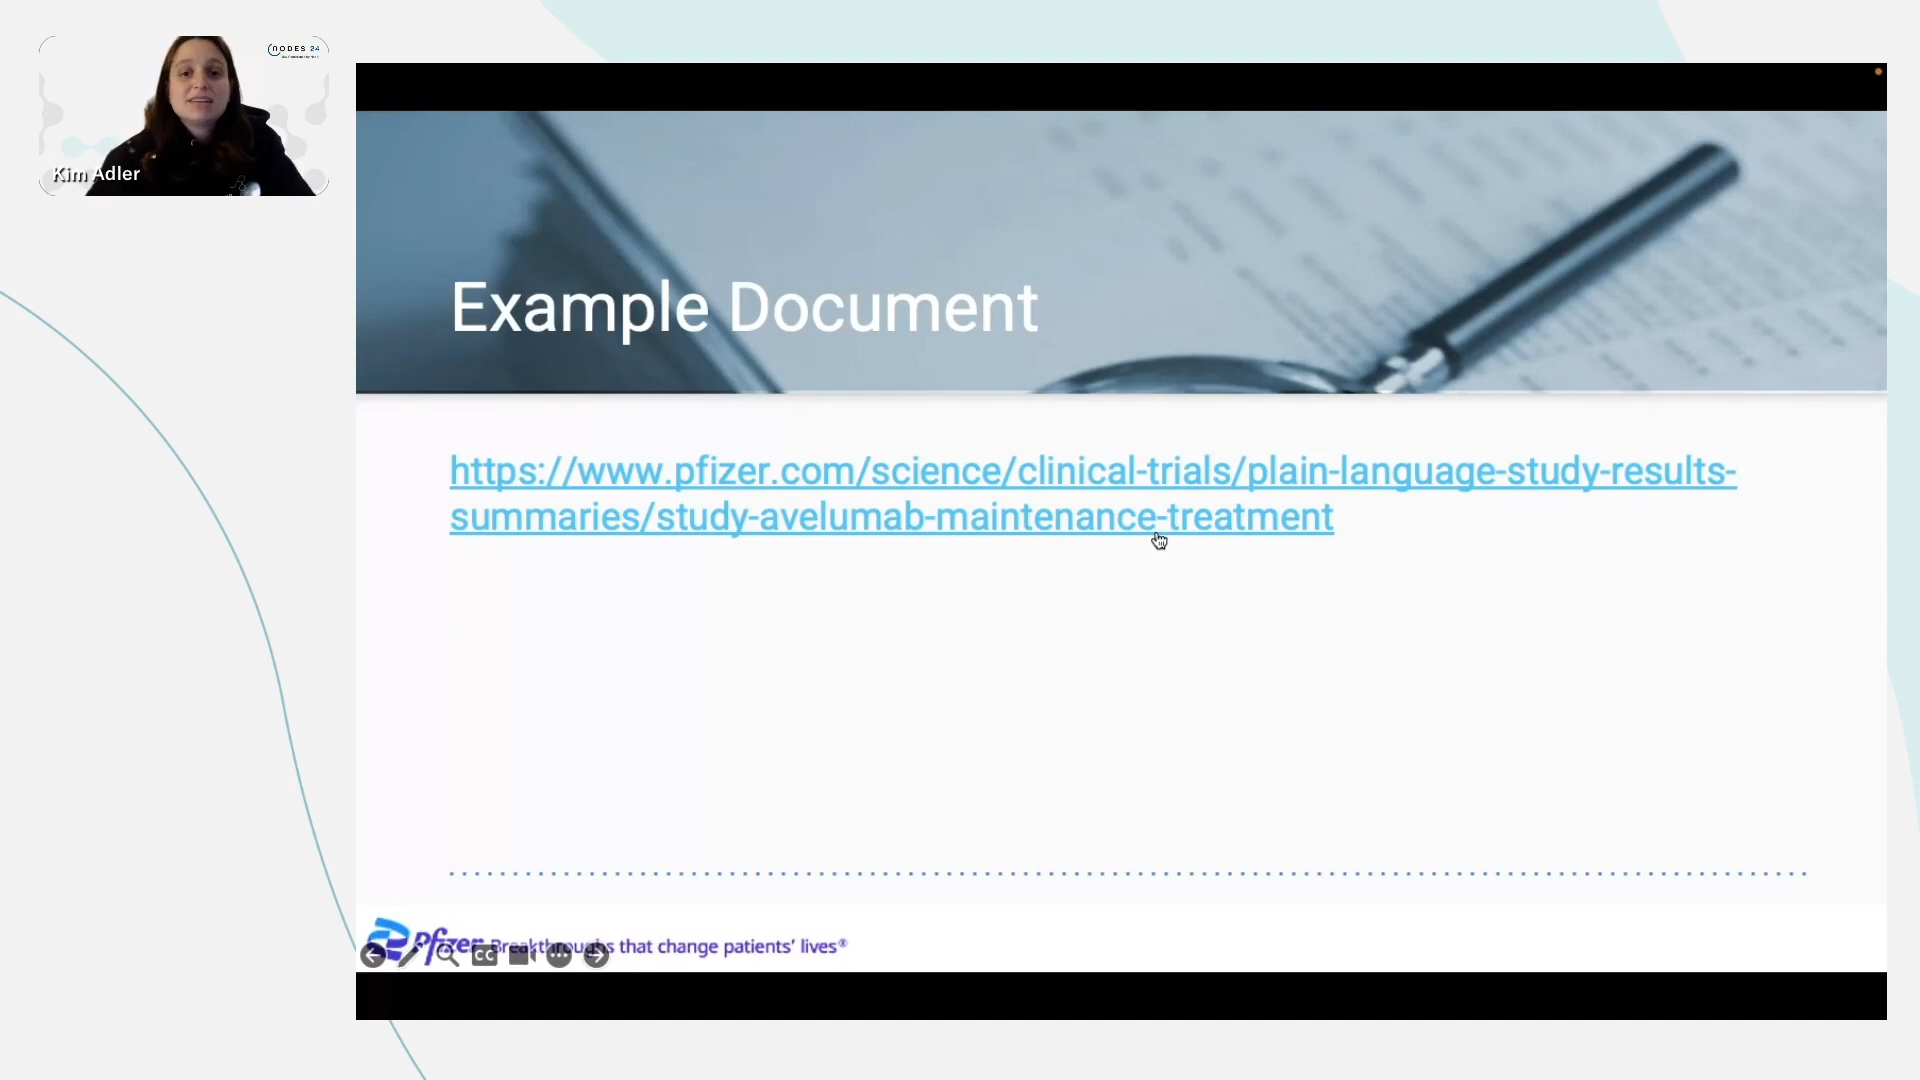 NODES 24
Kim Adler
Example Document
https://www.pfizer.com/science/clinical-trials/plain-language-study-results-
summaries/study-avelumab-maintenance-treatment
Pfizer Breakthroughs that change patients' lives®
CC